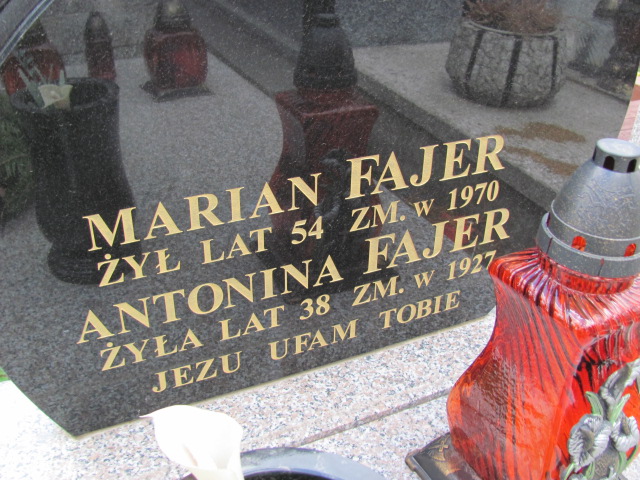 MARIAN FAJER
ŻYŁ LAT 54 ZM. W 1970
ANTONINA FAJER
ŻYŁA LAT 38 ZM. W 1927
JEZU UFAM TOBIE